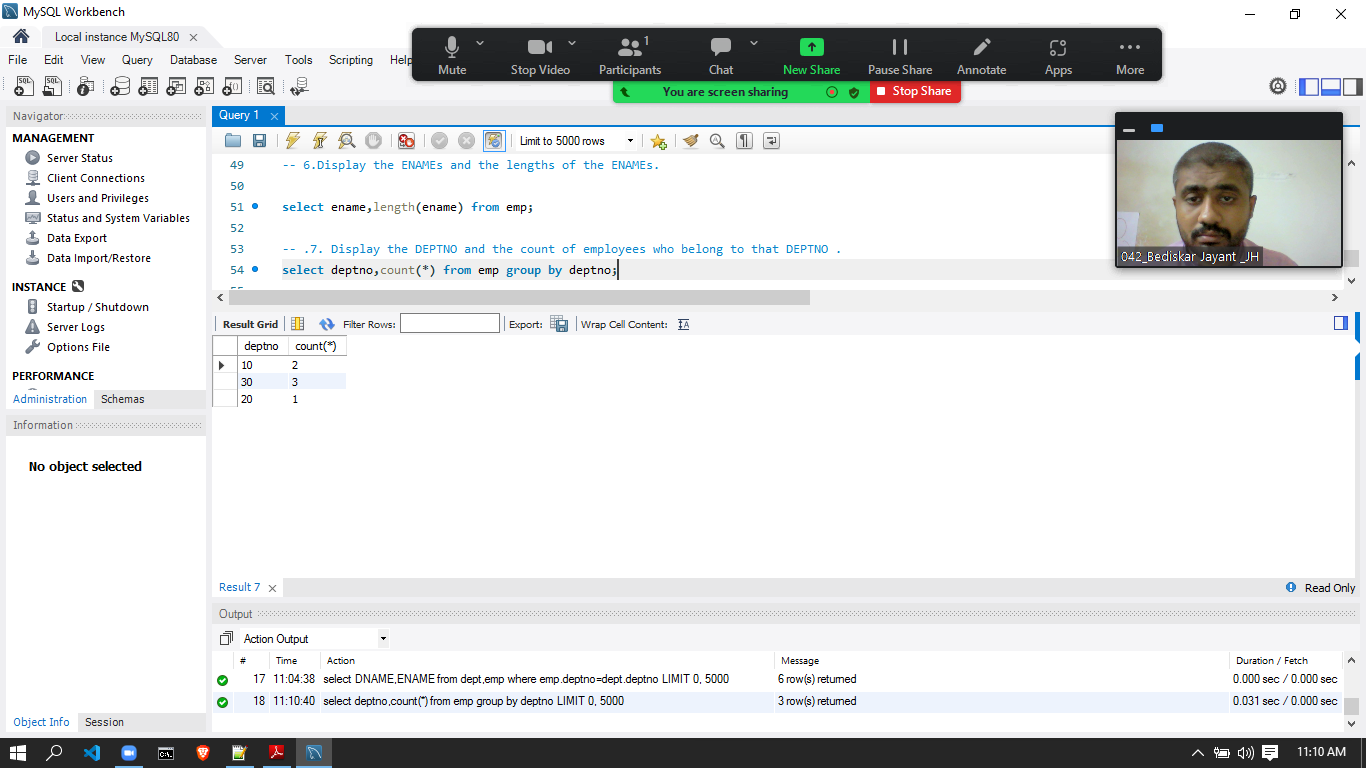 MySQL Workbench
Local instance MySQL80
File Edit View Query Database Server Tools Scripting Help
Mute Stop Video Participants 1 Chat New Share Pause Share Annotate Apps More
You are screen sharing Stop Share
Navigator
MANAGEMENT
Server Status
Client Connections
Users and Privileges
Status and System Variables
Data Export
Data Import/Restore
INSTANCE
Startup / Shutdown
Server Logs
Options File
PERFORMANCE
Administration Schemas
Information
No object selected
Object Info Session
Query 1
Limit to 5000 rows
49 -- 6.Display the ENAMEs and the lengths of the ENAMEs.
50
51 select ename,length(ename) from emp;
52
53 -- .7. Display the DEPTNO and the count of employees who belong to that DEPTNO .
54 select deptno,count(*) from emp group by deptno;
042_Bediskar Jayant _JH
Result Grid Filter Rows: Export: Wrap Cell Content:
deptno count(*)
10 2
30 3
20 1
Result 7 Read Only
Output
Action Output
# Time Action Message Duration / Fetch
17 11:04:38 select DNAME,ENAME from dept,emp where emp.deptno=dept.deptno LIMIT 0, 5000 6 row(s) returned 0.000 sec / 0.000 sec
18 11:10:40 select deptno,count(*) from emp group by deptno LIMIT 0, 5000 3 row(s) returned 0.031 sec / 0.000 sec
11:10 AM